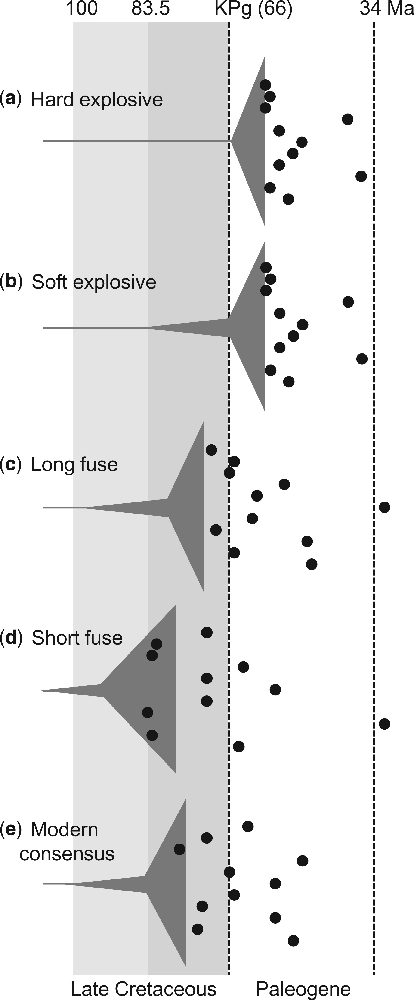 100 83.5 KPg (66) 34 Ma
(a) Hard explosive
(b) Soft explosive
(c) Long fuse
(d) Short fuse
(e) Modern
consensus
Late Cretaceous Paleogene